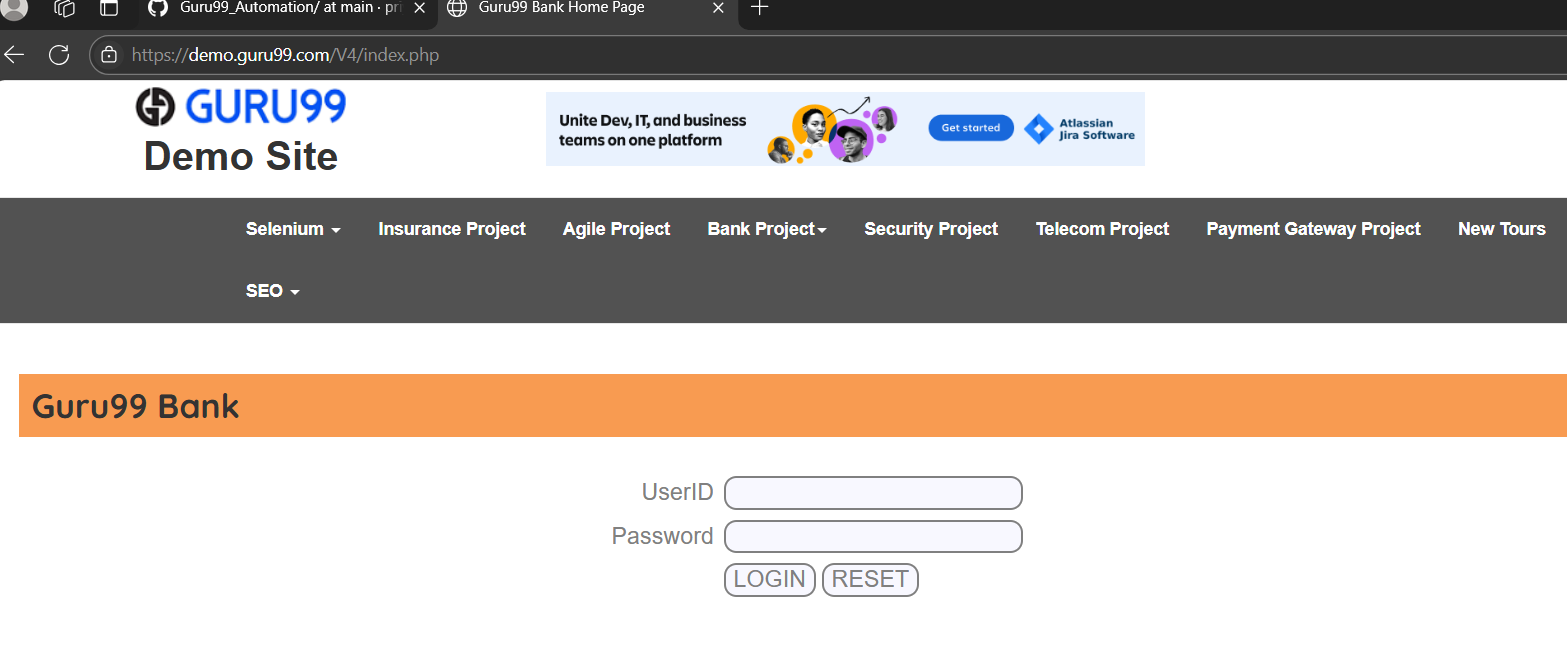 Guru99_Automation/ at main · pri
Guru99 Bank Home Page
https://demo.guru99.com/V4/index.php
GURU99
Demo Site
Unite Dev, IT, and business
teams on one platform
Get started
Atlassian
Jira Software
Selenium Insurance Project Agile Project Bank Project Security Project Telecom Project Payment Gateway Project New Tours
SEO
Guru99 Bank
UserID
Password
LOGIN RESET